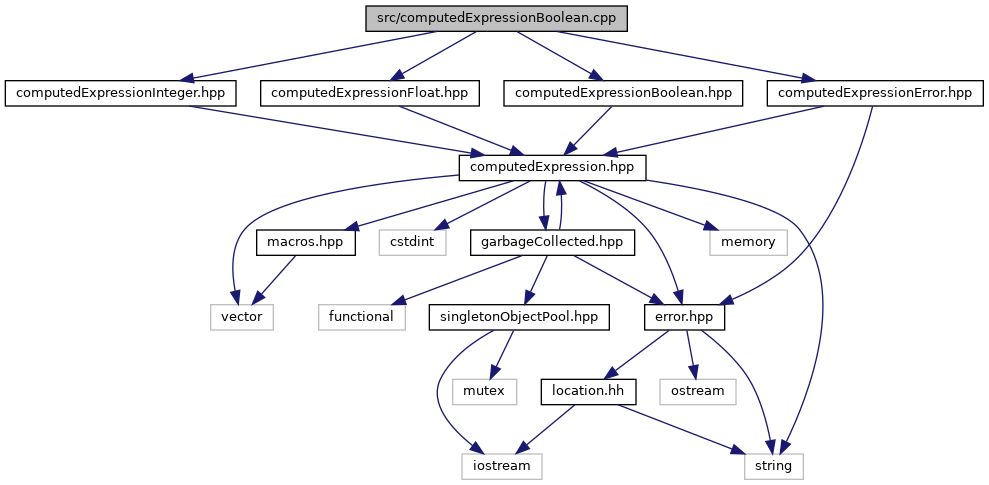 src/computedExpressionBoolean.cpp
computedExpressionInteger.hpp
computedExpressionFloat.hpp
computedExpressionBoolean.hpp
computedExpressionError.hpp
computedExpression.hpp
macros.hpp
cstdint
garbageCollected.hpp
memory
vector
functional
singletonObjectPool.hpp
error.hpp
mutex
location.hh
ostream
iostream
string